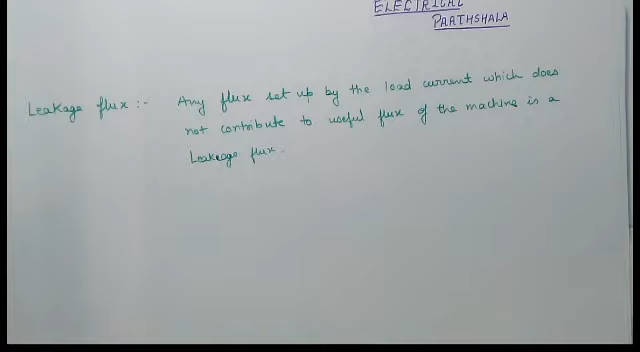 ELECTRICAL
PARTHSHALA
Leakage flux :- Any flux set up by the load current which does
not contribute to useful flux of the machine is a
Leakage flux.